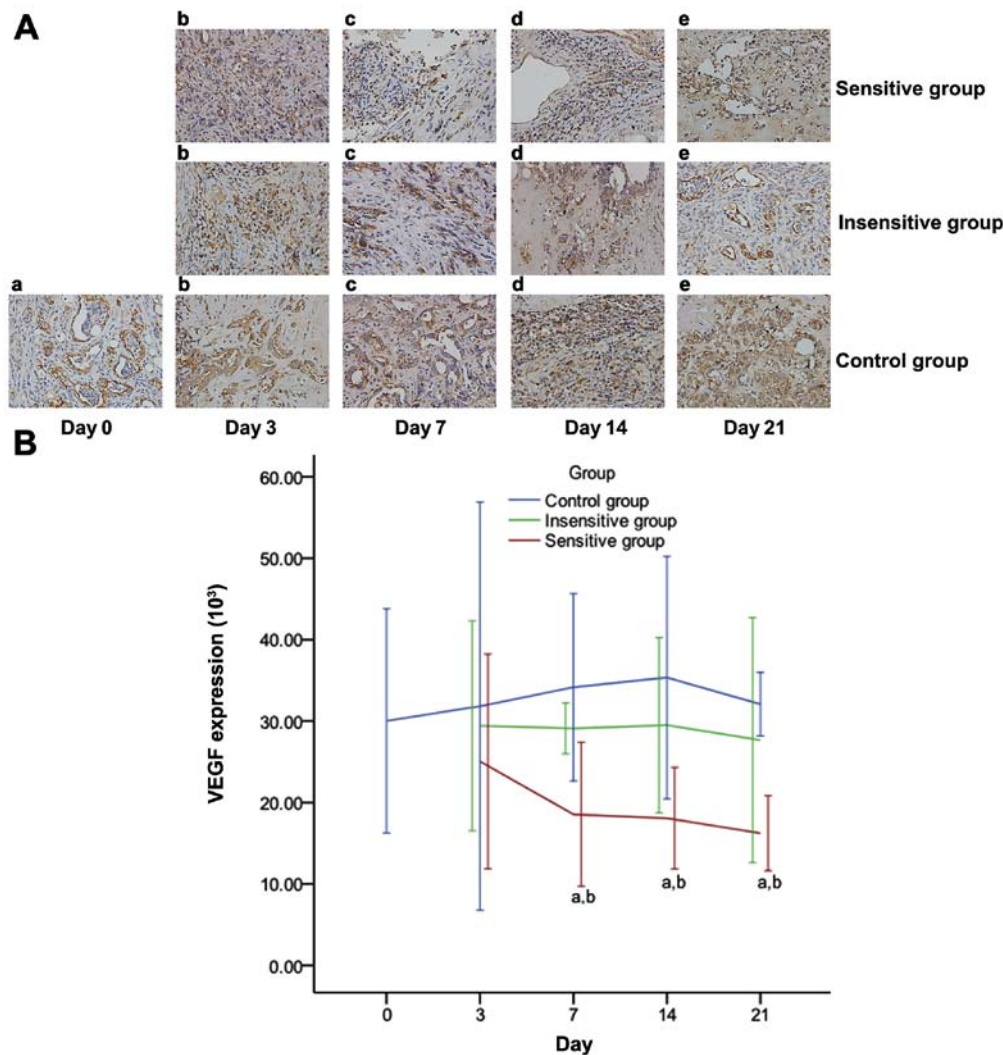 A
b c d e
Sensitive group
b c d e
Insensitive group
a b c d e
Control group
Day 0 Day 3 Day 7 Day 14 Day 21
B
Group
Control group
Insensitive group
Sensitive group
VEGF expression (10³)
60.00
50.00
40.00
30.00
20.00
10.00
0.00
a,b a,b a,b
0 3 7 14 21
Day